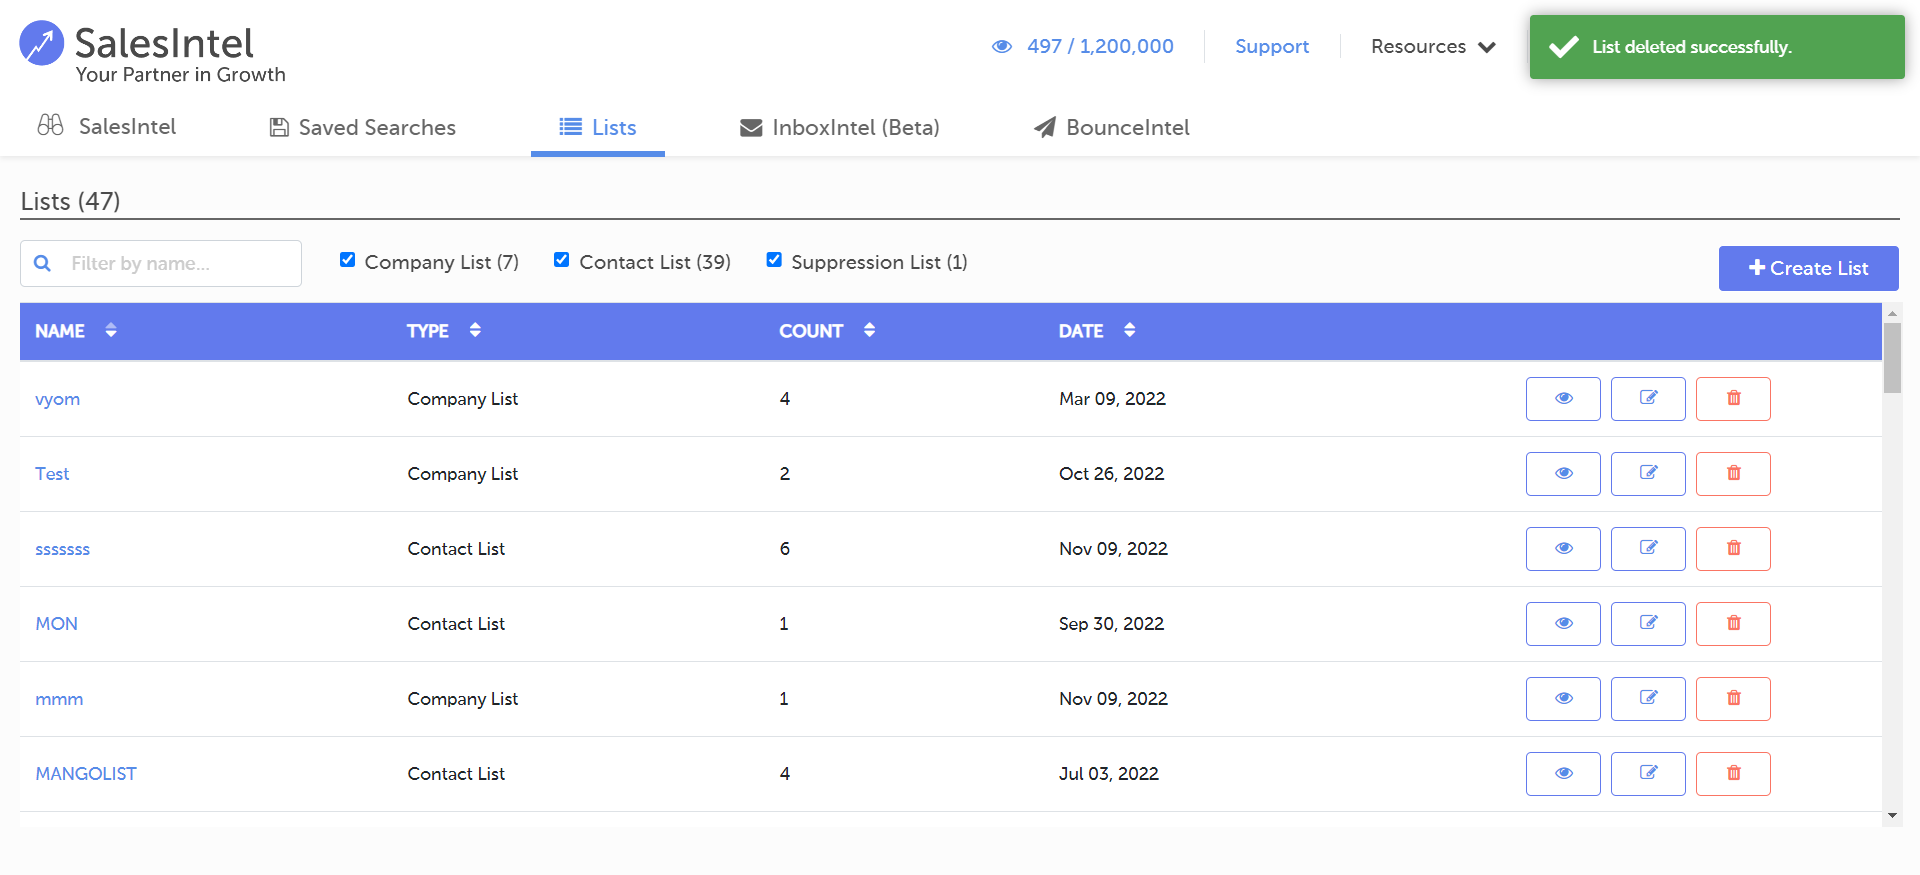 SalesIntel
Your Partner in Growth
497 / 1,200,000
Support
Resources
List deleted successfully.
SalesIntel
Saved Searches
Lists
InboxIntel (Beta)
BounceIntel
Lists (47)
Filter by name...
Company List (7)
Contact List (39)
Suppression List (1)
Create List
NAME TYPE COUNT DATE
vyom Company List 4 Mar 09, 2022
Test Company List 2 Oct 26, 2022
sssssss Contact List 6 Nov 09, 2022
MON Contact List 1 Sep 30, 2022
mmm Company List 1 Nov 09, 2022
MANGOLIST Contact List 4 Jul 03, 2022